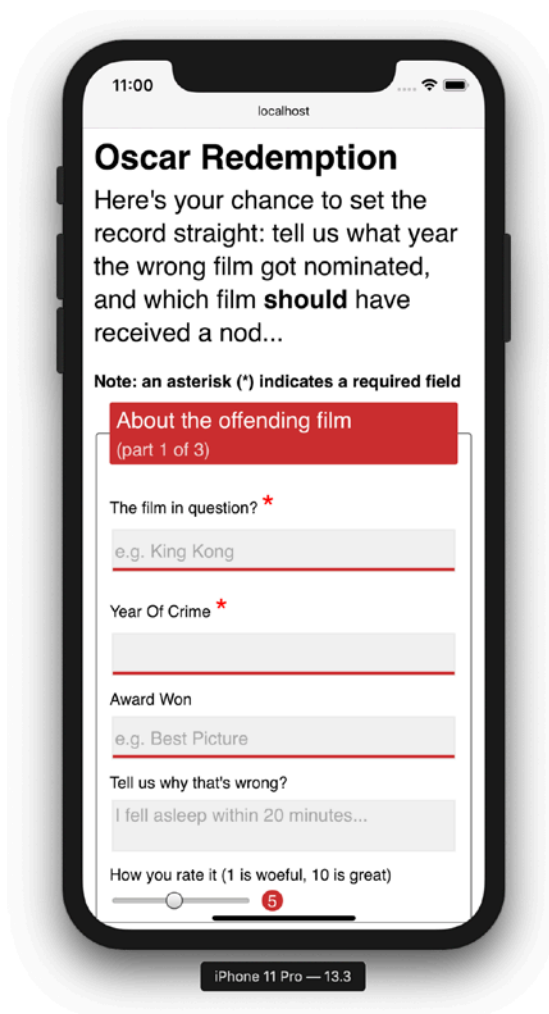 11:00
localhost
Oscar Redemption
Here's your chance to set the
record straight: tell us what year
the wrong film got nominated,
and which film should have
received a nod...
Note: an asterisk (*) indicates a required field
About the offending film
(part 1 of 3)
The film in question? *
e.g. King Kong
Year Of Crime *
Award Won
e.g. Best Picture
Tell us why that's wrong?
I fell asleep within 20 minutes...
How you rate it (1 is woeful, 10 is great)
5
iPhone 11 Pro — 13.3